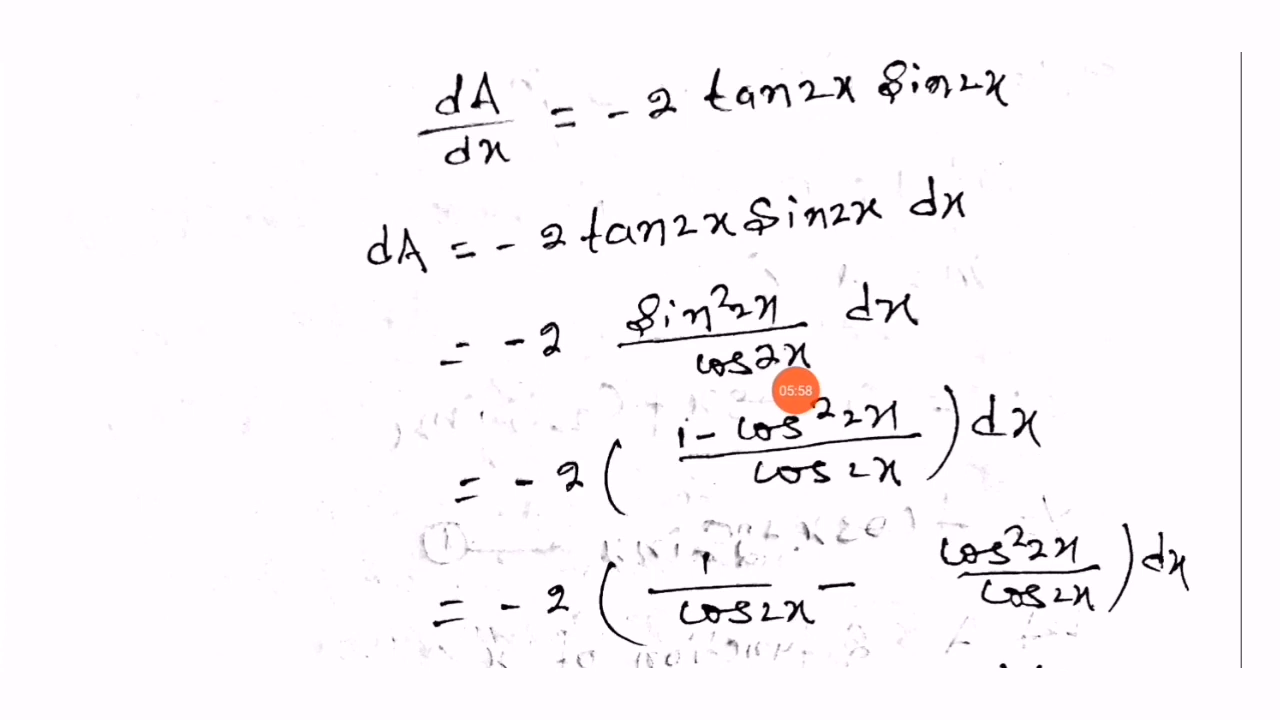 dA/dx = - 2 tan2x Sin2x
dA = - 2 tan2x Sin2x dx
= - 2 Sin²2x/cos2x dx
05:58
= - 2 ( 1 - cos²2x/cos2x ) dx
= - 2 ( 1/cos2x - cos²2x/cos2x ) dx